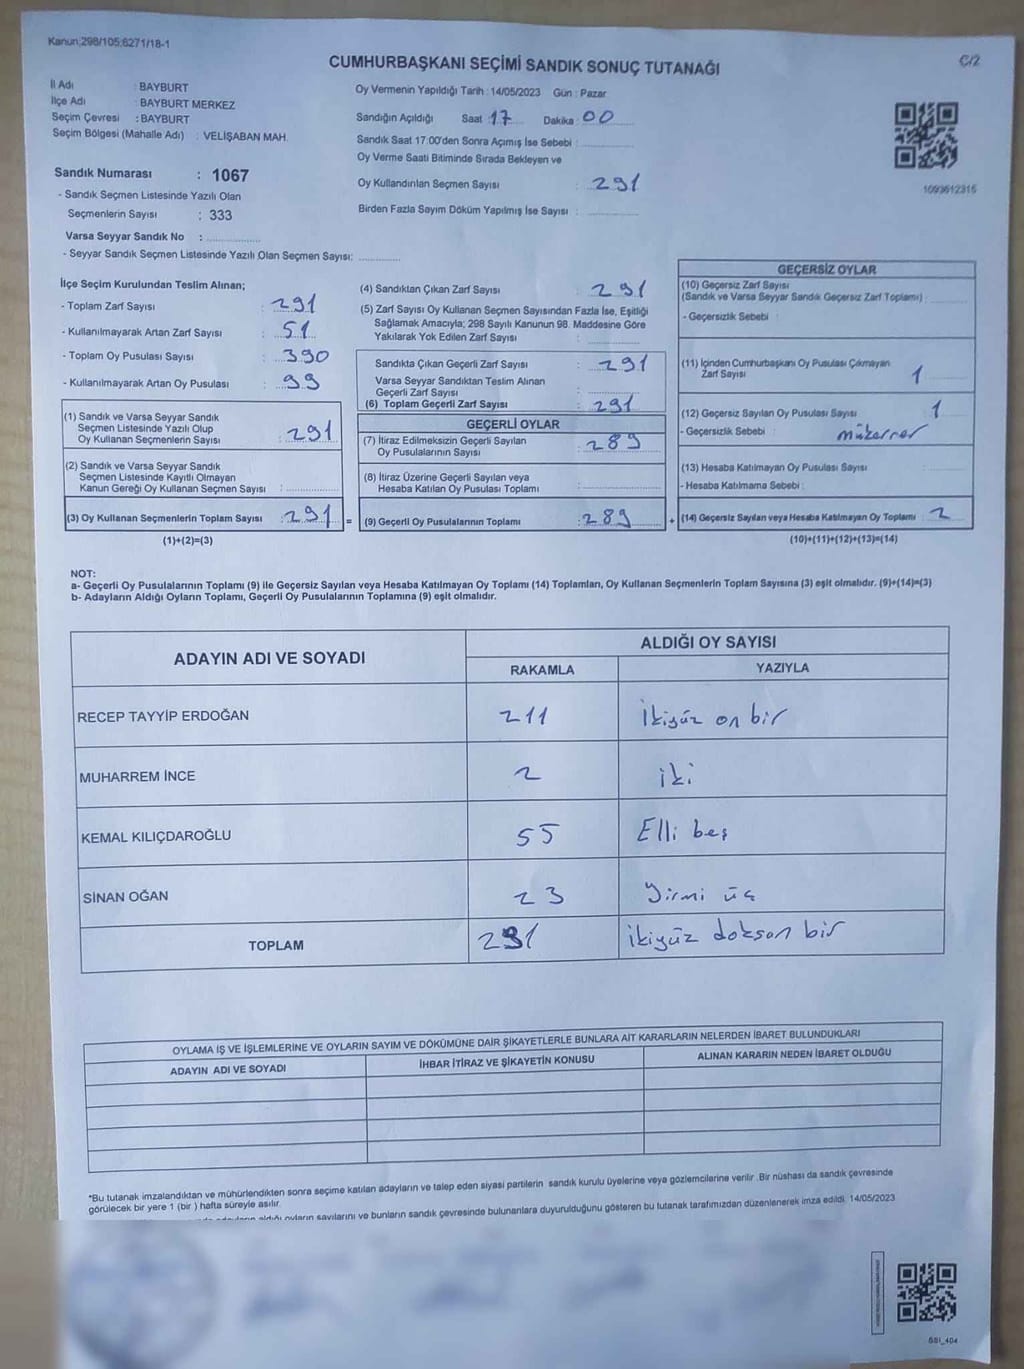 Kanun;298/105;6271/18-1
C/2
CUMHURBAŞKANI SEÇİMİ SANDIK SONUÇ TUTANAĞI
İl Adı : BAYBURT
İlçe Adı : BAYBURT MERKEZ
Seçim Çevresi : BAYBURT
Seçim Bölgesi (Mahalle Adı) : VELİŞABAN MAH.
Sandık Numarası : 1067
- Sandık Seçmen Listesinde Yazılı Olan
Seçmenlerin Sayısı : 333
Varsa Seyyar Sandık No :
- Seyyar Sandık Seçmen Listesinde Yazılı Olan Seçmen Sayısı:
Oy Vermenin Yapıldığı Tarih : 14/05/2023 Gün : Pazar
Sandığın Açıldığı Saat : 17 Dakika : 00
Sandık Saat 17:00'den Sonra Açımış İse Sebebi :
Oy Verme Saati Bitiminde Sırada Bekleyen ve
Oy Kullandırılan Seçmen Sayısı : 291
Birden Fazla Sayım Döküm Yapılmış İse Sayısı :
1093612315
İlçe Seçim Kurulundan Teslim Alınan;
- Toplam Zarf Sayısı : 291
- Kullanılmayarak Artan Zarf Sayısı : 51
- Toplam Oy Pusulası Sayısı : 390
- Kullanılmayarak Artan Oy Pusulası : 99
(1) Sandık ve Varsa Seyyar Sandık
Seçmen Listesinde Yazılı Olup
Oy Kullanan Seçmenlerin Sayısı : 291
(2) Sandık ve Varsa Seyyar Sandık
Seçmen Listesinde Kayıtlı Olmayan
Kanun Gereği Oy Kullanan Seçmen Sayısı :
(3) Oy Kullanan Seçmenlerin Toplam Sayısı : 291 =
(1)+(2)=(3)
(4) Sandıktan Çıkan Zarf Sayısı : 291
(5) Zarf Sayısı Oy Kullanan Seçmen Sayısından Fazla İse, Eşitliği
Sağlamak Amacıyla; 298 Sayılı Kanunun 98. Maddesine Göre
Yakılarak Yok Edilen Zarf Sayısı :
Sandıkta Çıkan Geçerli Zarf Sayısı : 291
Varsa Seyyar Sandıktan Teslim Alınan
Geçerli Zarf Sayısı :
(6) Toplam Geçerli Zarf Sayısı : 291
GEÇERLİ OYLAR
(7) İtiraz Edilmeksizin Geçerli Sayılan
Oy Pusulalarının Sayısı : 289
(8) İtiraz Üzerine Geçerli Sayılan veya
Hesaba Katılan Oy Pusulası Toplamı :
(9) Geçerli Oy Pusulalarının Toplamı : 289 +
GEÇERSİZ OYLAR
(10) Geçersiz Zarf Sayısı
(Sandık ve Varsa Seyyar Sandık Geçersiz Zarf Toplamı) :
- Geçersizlik Sebebi :
(11) İçinden Cumhurbaşkanı Oy Pusulası Çıkmayan
Zarf Sayısı : 1
(12) Geçersiz Sayılan Oy Pusulası Sayısı : 1
- Geçersizlik Sebebi : mükerrer
(13) Hesaba Katılmayan Oy Pusulası Sayısı :
- Hesaba Katılmama Sebebi :
(14) Geçersiz Sayılan veya Hesaba Katılmayan Oy Toplamı : 2
(10)+(11)+(12)+(13)=(14)
NOT:
a- Geçerli Oy Pusulalarının Toplamı (9) ile Geçersiz Sayılan veya Hesaba Katılmayan Oy Toplamı (14) Toplamları, Oy Kullanan Seçmenlerin Toplam Sayısına (3) eşit olmalıdır. (9)+(14)=(3)
b- Adayların Aldığı Oyların Toplamı, Geçerli Oy Pusulalarının Toplamına (9) eşit olmalıdır.
ADAYIN ADI VE SOYADI
ALDIĞI OY SAYISI
RAKAMLA YAZIYLA
RECEP TAYYİP ERDOĞAN 211 İkiyüz on bir
MUHARREM İNCE 2 iki
KEMAL KILIÇDAROĞLU 55 Elli beş
SİNAN OĞAN 23 Yirmi üç
TOPLAM 291 ikiyüz doksan bir
OYLAMA İŞ VE İŞLEMLERİNE VE OYLARIN SAYIM VE DÖKÜMÜNE DAİR ŞİKAYETLERLE BUNLARA AİT KARARLARIN NELERDEN İBARET BULUNDUKLARI
ADAYIN ADI VE SOYADI İHBAR İTİRAZ VE ŞİKAYETİN KONUSU ALINAN KARARIN NEDEN İBARET OLDUĞU
*Bu tutanak imzalandıktan ve mühürlendikten sonra seçime katılan adayların ve talep eden siyasi partilerin sandık kurulu üyelerine veya gözlemcilerine verilir .Bir nüshası da sandık çevresinde
görülecek bir yere 1 (bir ) hafta süreyle asılır.
aldığı oyların sayılarını ve bunların sandık çevresinde bulunanlara duyurulduğunu gösteren bu tutanak tarafımızdan düzenlenerek imza edildi. 14/05/2023
SSI_404